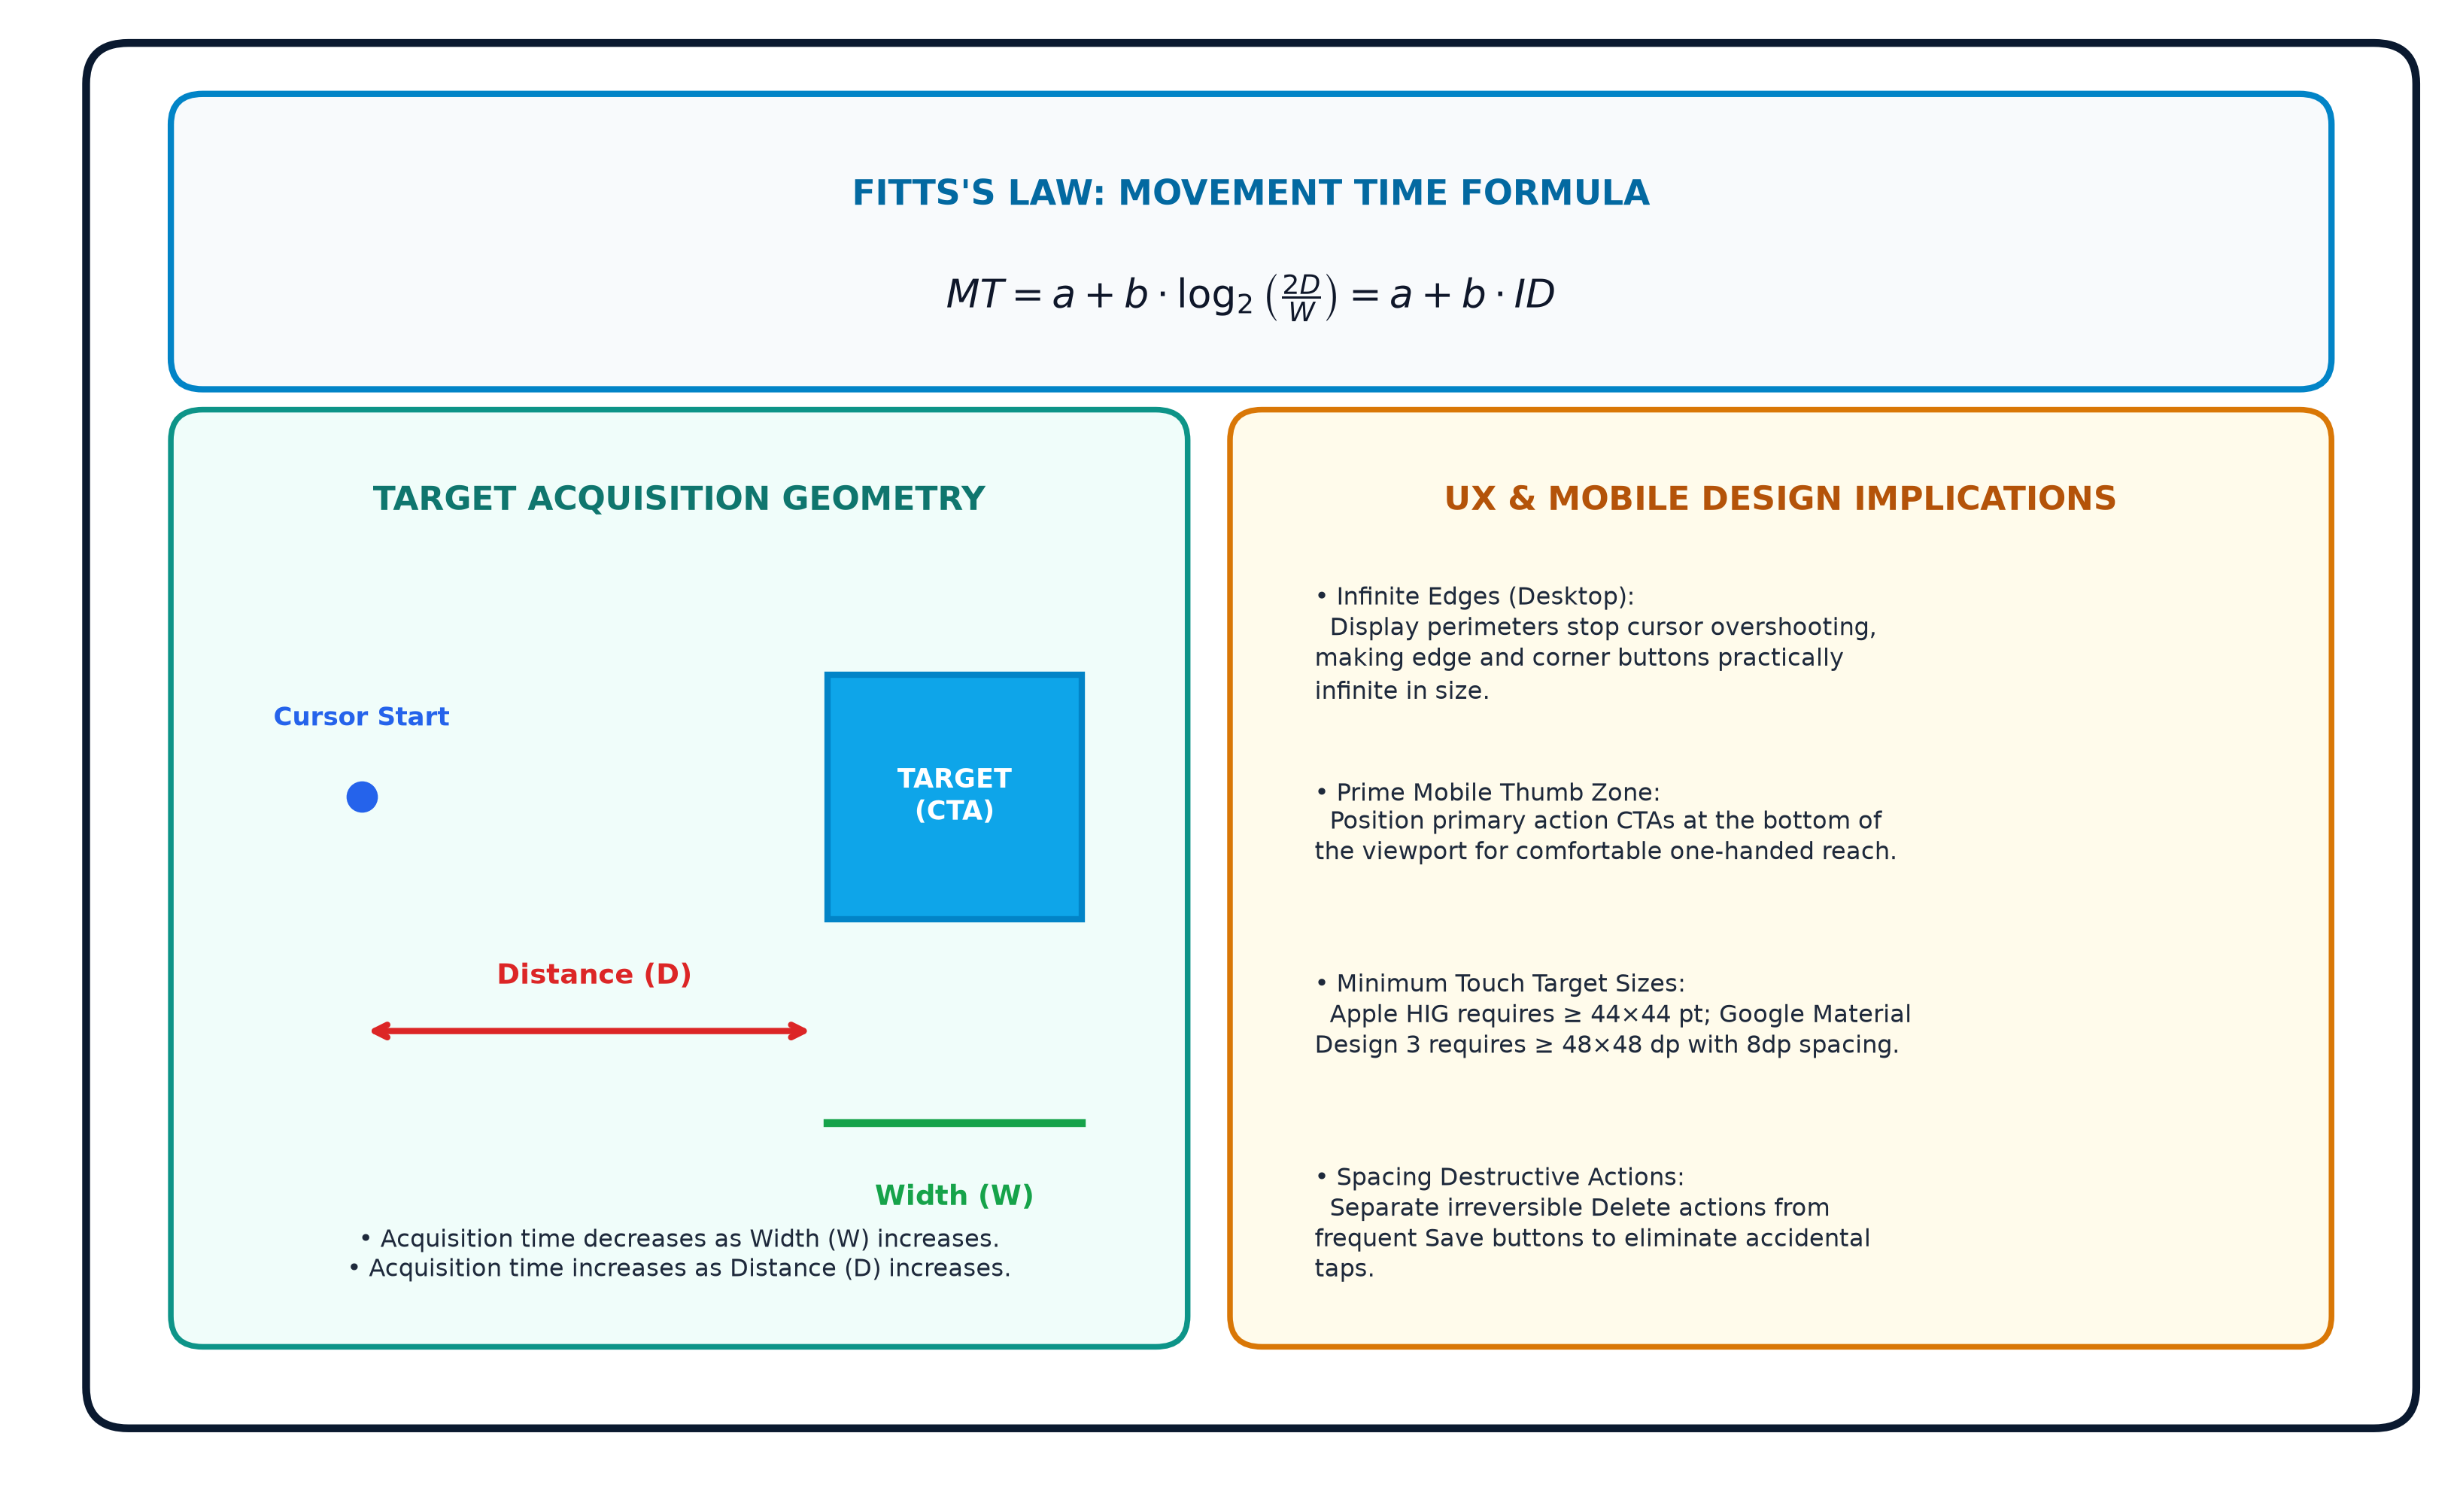 FITTS'S LAW: MOVEMENT TIME FORMULA
MT = a + b · log₂ (2D/W) = a + b · ID
TARGET ACQUISITION GEOMETRY
Cursor Start
TARGET
(CTA)
Distance (D)
Width (W)
• Acquisition time decreases as Width (W) increases.
• Acquisition time increases as Distance (D) increases.
UX & MOBILE DESIGN IMPLICATIONS
• Infinite Edges (Desktop):
Display perimeters stop cursor overshooting,
making edge and corner buttons practically
infinite in size.
• Prime Mobile Thumb Zone:
Position primary action CTAs at the bottom of
the viewport for comfortable one-handed reach.
• Minimum Touch Target Sizes:
Apple HIG requires ≥ 44×44 pt; Google Material
Design 3 requires ≥ 48×48 dp with 8dp spacing.
• Spacing Destructive Actions:
Separate irreversible Delete actions from
frequent Save buttons to eliminate accidental
taps.